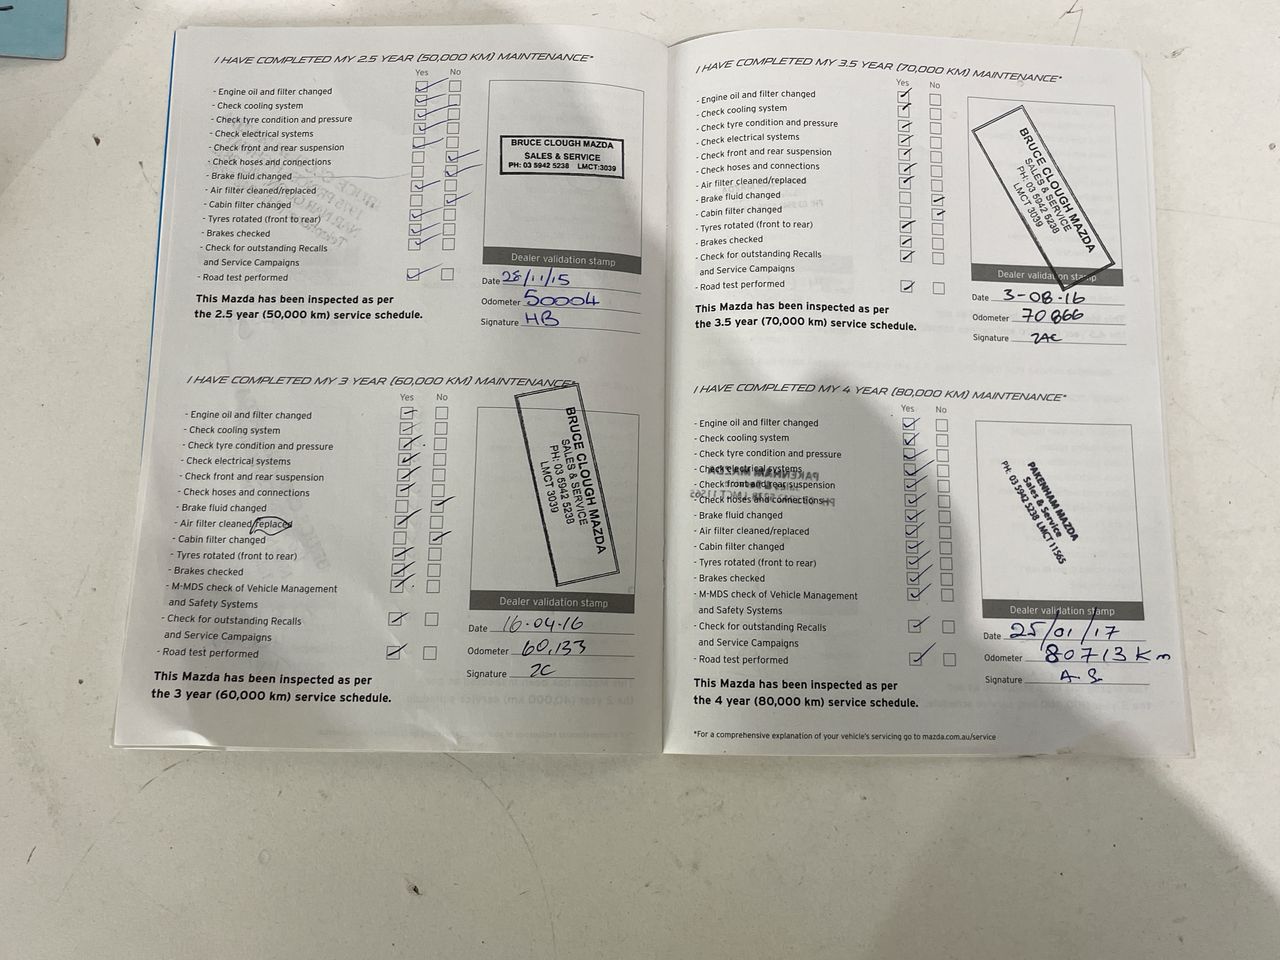 I HAVE COMPLETED MY 2.5 YEAR (50,000 KM) MAINTENANCE*
Yes No
- Engine oil and filter changed
- Check cooling system
- Check tyre condition and pressure
- Check electrical systems
- Check front and rear suspension
- Check hoses and connections
- Brake fluid changed
- Air filter cleaned/replaced
- Cabin filter changed
- Tyres rotated (front to rear)
- Brakes checked
- Check for outstanding Recalls
and Service Campaigns
- Road test performed
This Mazda has been inspected as per
the 2.5 year (50,000 km) service schedule.
BRUCE CLOUGH MAZDA
SALES & SERVICE
PH: 03 5942 5238 LMCT:3039
Dealer validation stamp
Date 28/11/15
Odometer 50004
Signature HB
I HAVE COMPLETED MY 3 YEAR (60,000 KM) MAINTENANCE*
Yes No
- Engine oil and filter changed
- Check cooling system
- Check tyre condition and pressure
- Check electrical systems
- Check front and rear suspension
- Check hoses and connections
- Brake fluid changed
- Air filter cleaned/replaced
- Cabin filter changed
- Tyres rotated (front to rear)
- Brakes checked
- M-MDS check of Vehicle Management
and Safety Systems
- Check for outstanding Recalls
and Service Campaigns
- Road test performed
This Mazda has been inspected as per
the 3 year (60,000 km) service schedule.
BRUCE CLOUGH MAZDA
SALES & SERVICE
PH: 03 5942 5238
LMCT 3039
Dealer validation stamp
Date 16-04-16
Odometer 60,133
Signature
I HAVE COMPLETED MY 3.5 YEAR (70,000 KM) MAINTENANCE*
Yes No
- Engine oil and filter changed
- Check cooling system
- Check tyre condition and pressure
- Check electrical systems
- Check front and rear suspension
- Check hoses and connections
- Air filter cleaned/replaced
- Brake fluid changed
- Cabin filter changed
- Tyres rotated (front to rear)
- Brakes checked
- Check for outstanding Recalls
and Service Campaigns
- Road test performed
This Mazda has been inspected as per
the 3.5 year (70,000 km) service schedule.
BRUCE CLOUGH MAZDA
SALES & SERVICE
PH: 03 5942 5238
LMCT 3039
Dealer validation stamp
Date 3-08-16
Odometer 70866
Signature
I HAVE COMPLETED MY 4 YEAR (80,000 KM) MAINTENANCE*
Yes No
- Engine oil and filter changed
- Check cooling system
- Check tyre condition and pressure
- Check electrical systems
- Check front and rear suspension
- Check hoses and connections
- Brake fluid changed
- Air filter cleaned/replaced
- Cabin filter changed
- Tyres rotated (front to rear)
- Brakes checked
- M-MDS check of Vehicle Management
and Safety Systems
- Check for outstanding Recalls
and Service Campaigns
- Road test performed
This Mazda has been inspected as per
the 4 year (80,000 km) service schedule.
PAKENHAM MAZDA
Sales & Service
PH: 03 5942 5238 LMCT11565
Dealer validation stamp
Date 25/01/17
Odometer 80713 Km
Signature A.S
*For a comprehensive explanation of your vehicle's servicing go to mazda.com.au/service